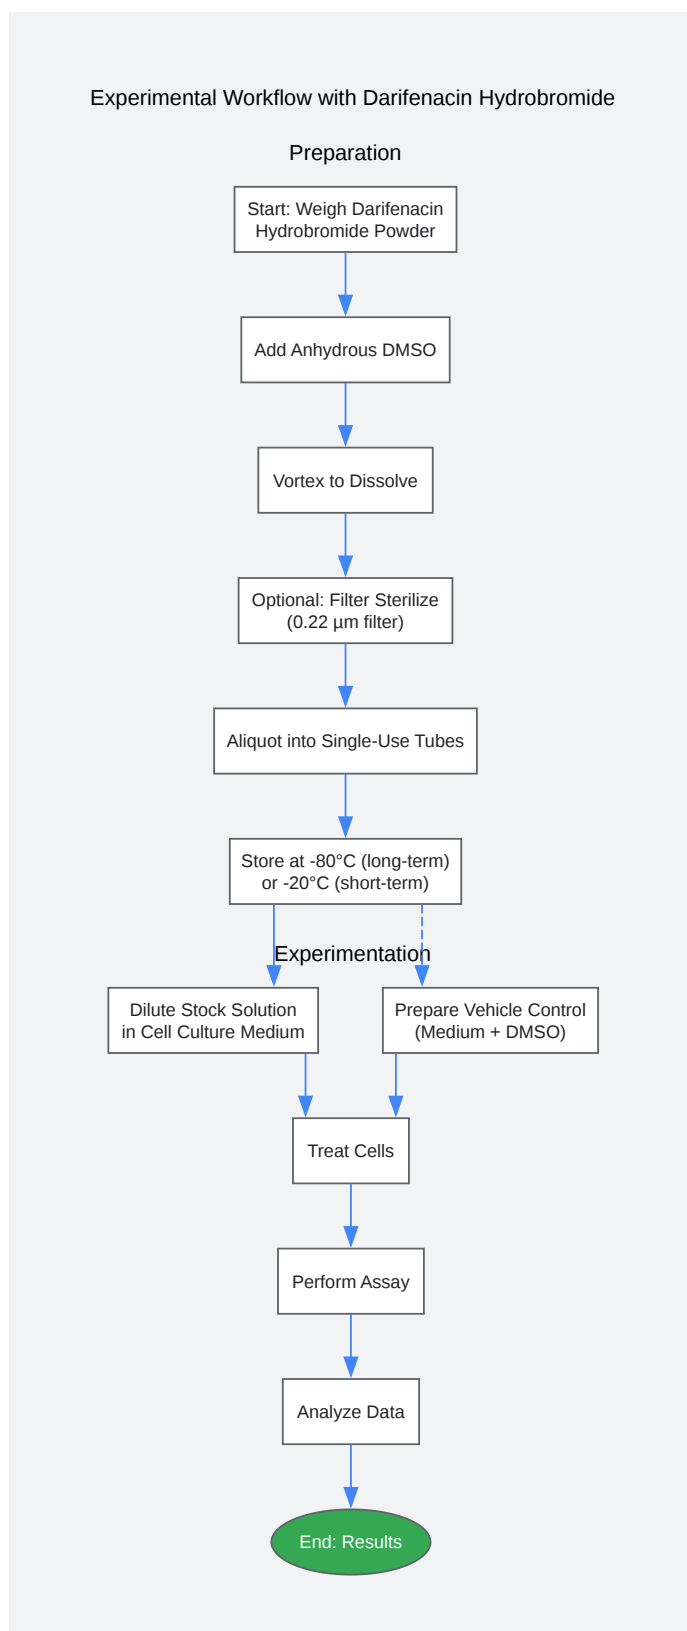 Experimental Workflow with Darifenacin Hydrobromide
Preparation
Start: Weigh Darifenacin
Hydrobromide Powder
Add Anhydrous DMSO
Vortex to Dissolve
Optional: Filter Sterilize
(0.22 µm filter)
Aliquot into Single-Use Tubes
Store at -80°C (long-term)
or -20°C (short-term)
Experimentation
Dilute Stock Solution
in Cell Culture Medium
Prepare Vehicle Control
(Medium + DMSO)
Treat Cells
Perform Assay
Analyze Data
End: Results